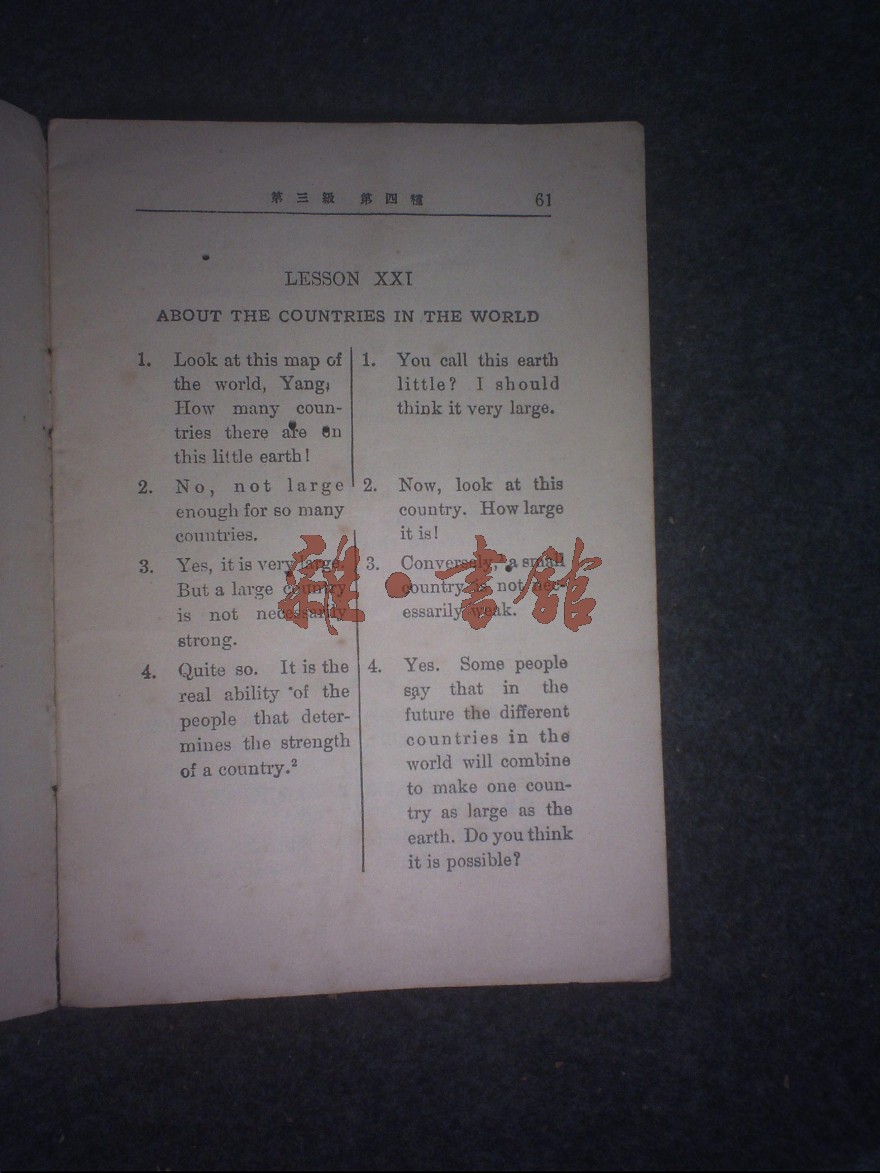 第三級 第四種 61
LESSON XXI
ABOUT THE COUNTRIES IN THE WORLD
1. Look at this map of
the world, Yang,
How many coun-
tries there are on
this little earth!
1. You call this earth
little? I should
think it very large.
2. No, not large
enough for so many
countries.
2. Now, look at this
country. How large
it is!
3. Yes, it is very large.
But a large country
is not necessarily
strong.
3. Conversely, a small
country is not nec-
essarily weak.
4. Quite so. It is the
real ability of the
people that deter-
mines the strength
of a country.²
4. Yes. Some people
say that in the
future the different
countries in the
world will combine
to make one coun-
try as large as the
earth. Do you think
it is possible?
雜·書館